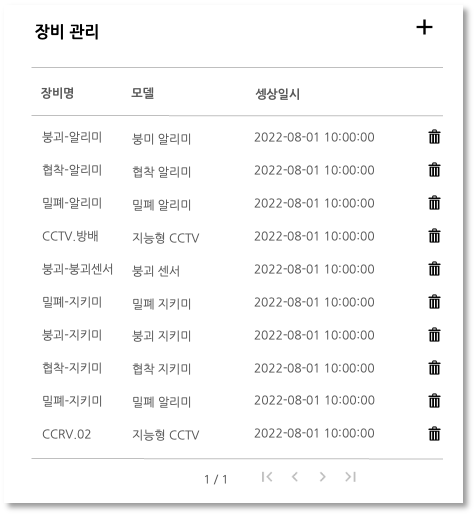 장비 관리
장비명 모델 셍상일시
붕괴-알리미 붕미 알리미 2022-08-01 10:00:00
협착-알리미 협착 알리미 2022-08-01 10:00:00
밀폐-알리미 밀폐 알리미 2022-08-01 10:00:00
CCTV.방배 지능형 CCTV 2022-08-01 10:00:00
붕괴-붕괴센서 붕괴 센서 2022-08-01 10:00:00
밀폐-지키미 밀폐 지키미 2022-08-01 10:00:00
붕괴-지키미 붕괴 지키미 2022-08-01 10:00:00
협착-지키미 협착 지키미 2022-08-01 10:00:00
밀폐-지키미 밀폐 알리미 2022-08-01 10:00:00
CCRV.02 지능형 CCTV 2022-08-01 10:00:00
1 / 1